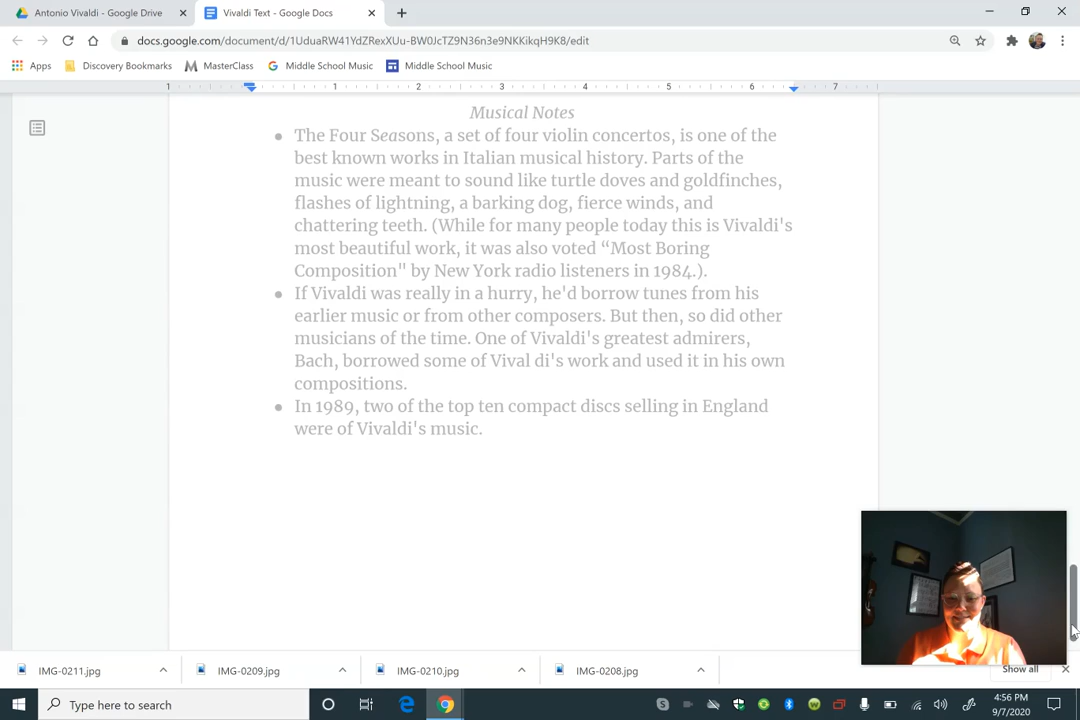 Antonio Vivaldi - Google Drive
Vivaldi Text - Google Docs
docs.google.com/document/d/1UduaRW41YdZRexXUu-BW0JcTZ9N36n3e9NKKikqH9K8/edit
Apps
Discovery Bookmarks
MasterClass
Middle School Music
Middle School Music
1 1 2 3 4 5 6 7
Musical Notes
● The Four Seasons, a set of four violin concertos, is one of the
best known works in Italian musical history. Parts of the
music were meant to sound like turtle doves and goldfinches,
flashes of lightning, a barking dog, fierce winds, and
chattering teeth. (While for many people today this is Vivaldi's
most beautiful work, it was also voted “Most Boring
Composition" by New York radio listeners in 1984.).
● If Vivaldi was really in a hurry, he'd borrow tunes from his
earlier music or from other composers. But then, so did other
musicians of the time. One of Vivaldi's greatest admirers,
Bach, borrowed some of Vival di's work and used it in his own
compositions.
● In 1989, two of the top ten compact discs selling in England
were of Vivaldi's music.
IMG-0211.jpg
IMG-0209.jpg
IMG-0210.jpg
IMG-0208.jpg
Show all
Type here to search
4:56 PM
9/7/2020